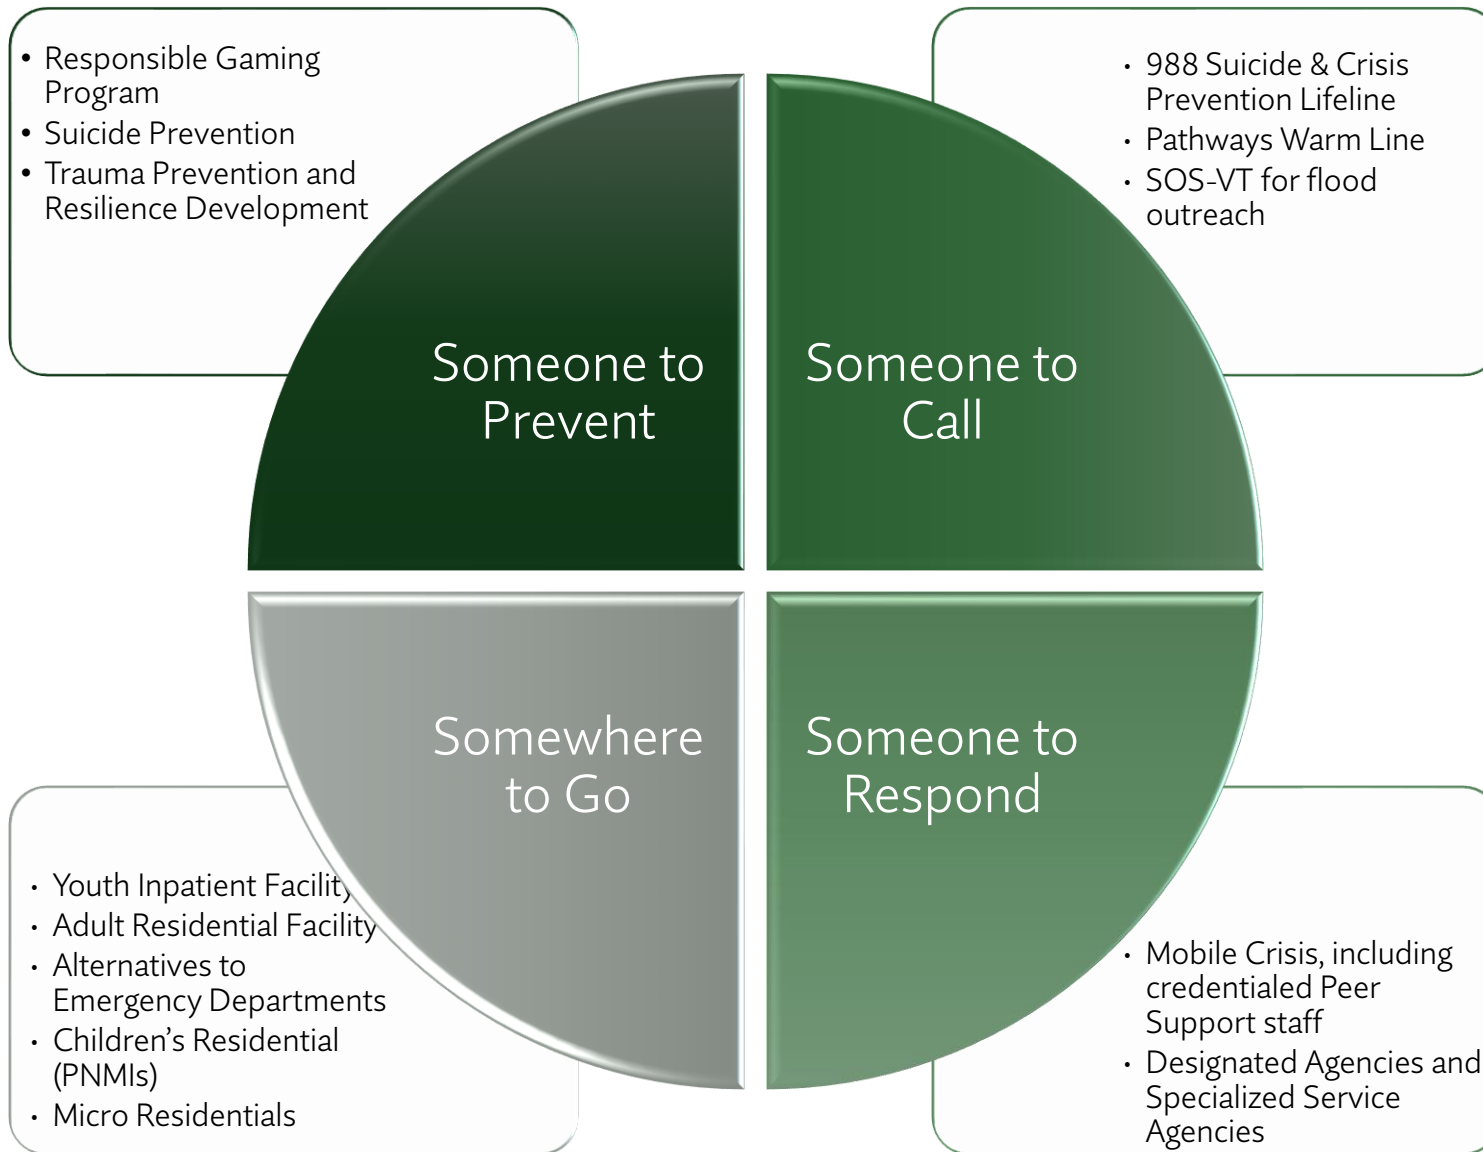 • Responsible Gaming
Program
• Suicide Prevention
• Trauma Prevention and
Resilience Development
• 988 Suicide & Crisis
Prevention Lifeline
• Pathways Warm Line
• SOS-VT for flood
outreach
Someone to
Prevent
Someone to
Call
Somewhere
to Go
Someone to
Respond
• Youth Inpatient Facility
• Adult Residential Facility
• Alternatives to
Emergency Departments
• Children’s Residential
(PNMIs)
• Micro Residentials
• Mobile Crisis, including
credentialed Peer
Support staff
• Designated Agencies and
Specialized Service
Agencies